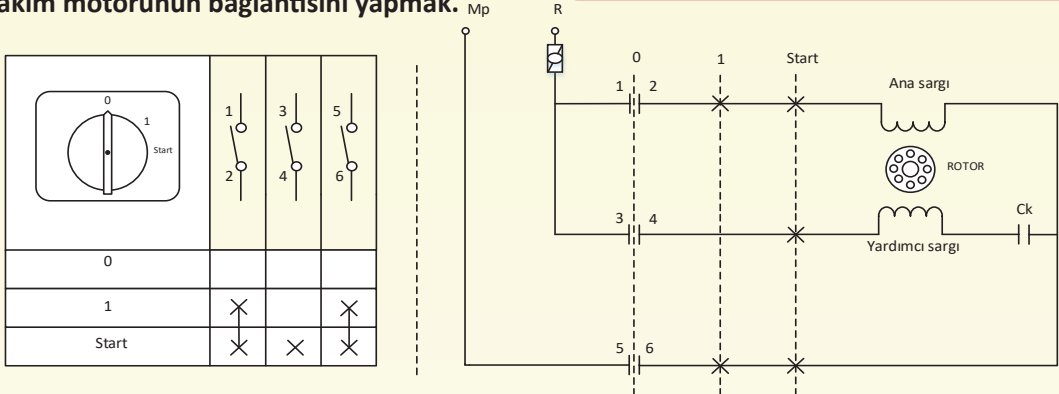 akım motorunun bağlantısını yapmak.
Mp R
0 1 Start
0
1
Start
1 3 5
2 4 6
0
1
Start
1 2
Ana sargı
ROTOR
3 4
Ck
Yardımcı sargı
5 6